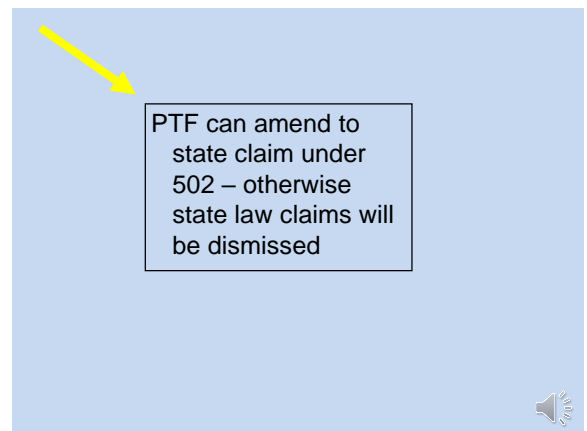 PTF can amend to
state claim under
502 – otherwise
state law claims will
be dismissed